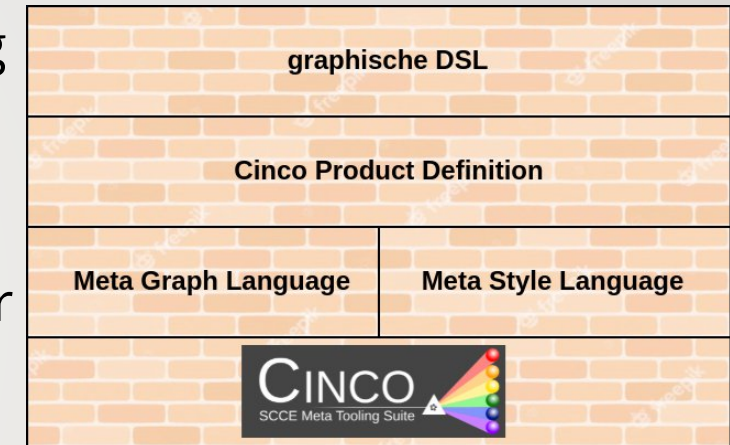 graphische DSL
Cinco Product Definition
Meta Graph Language
Meta Style Language
CINCO
SCCE Meta Tooling Suite